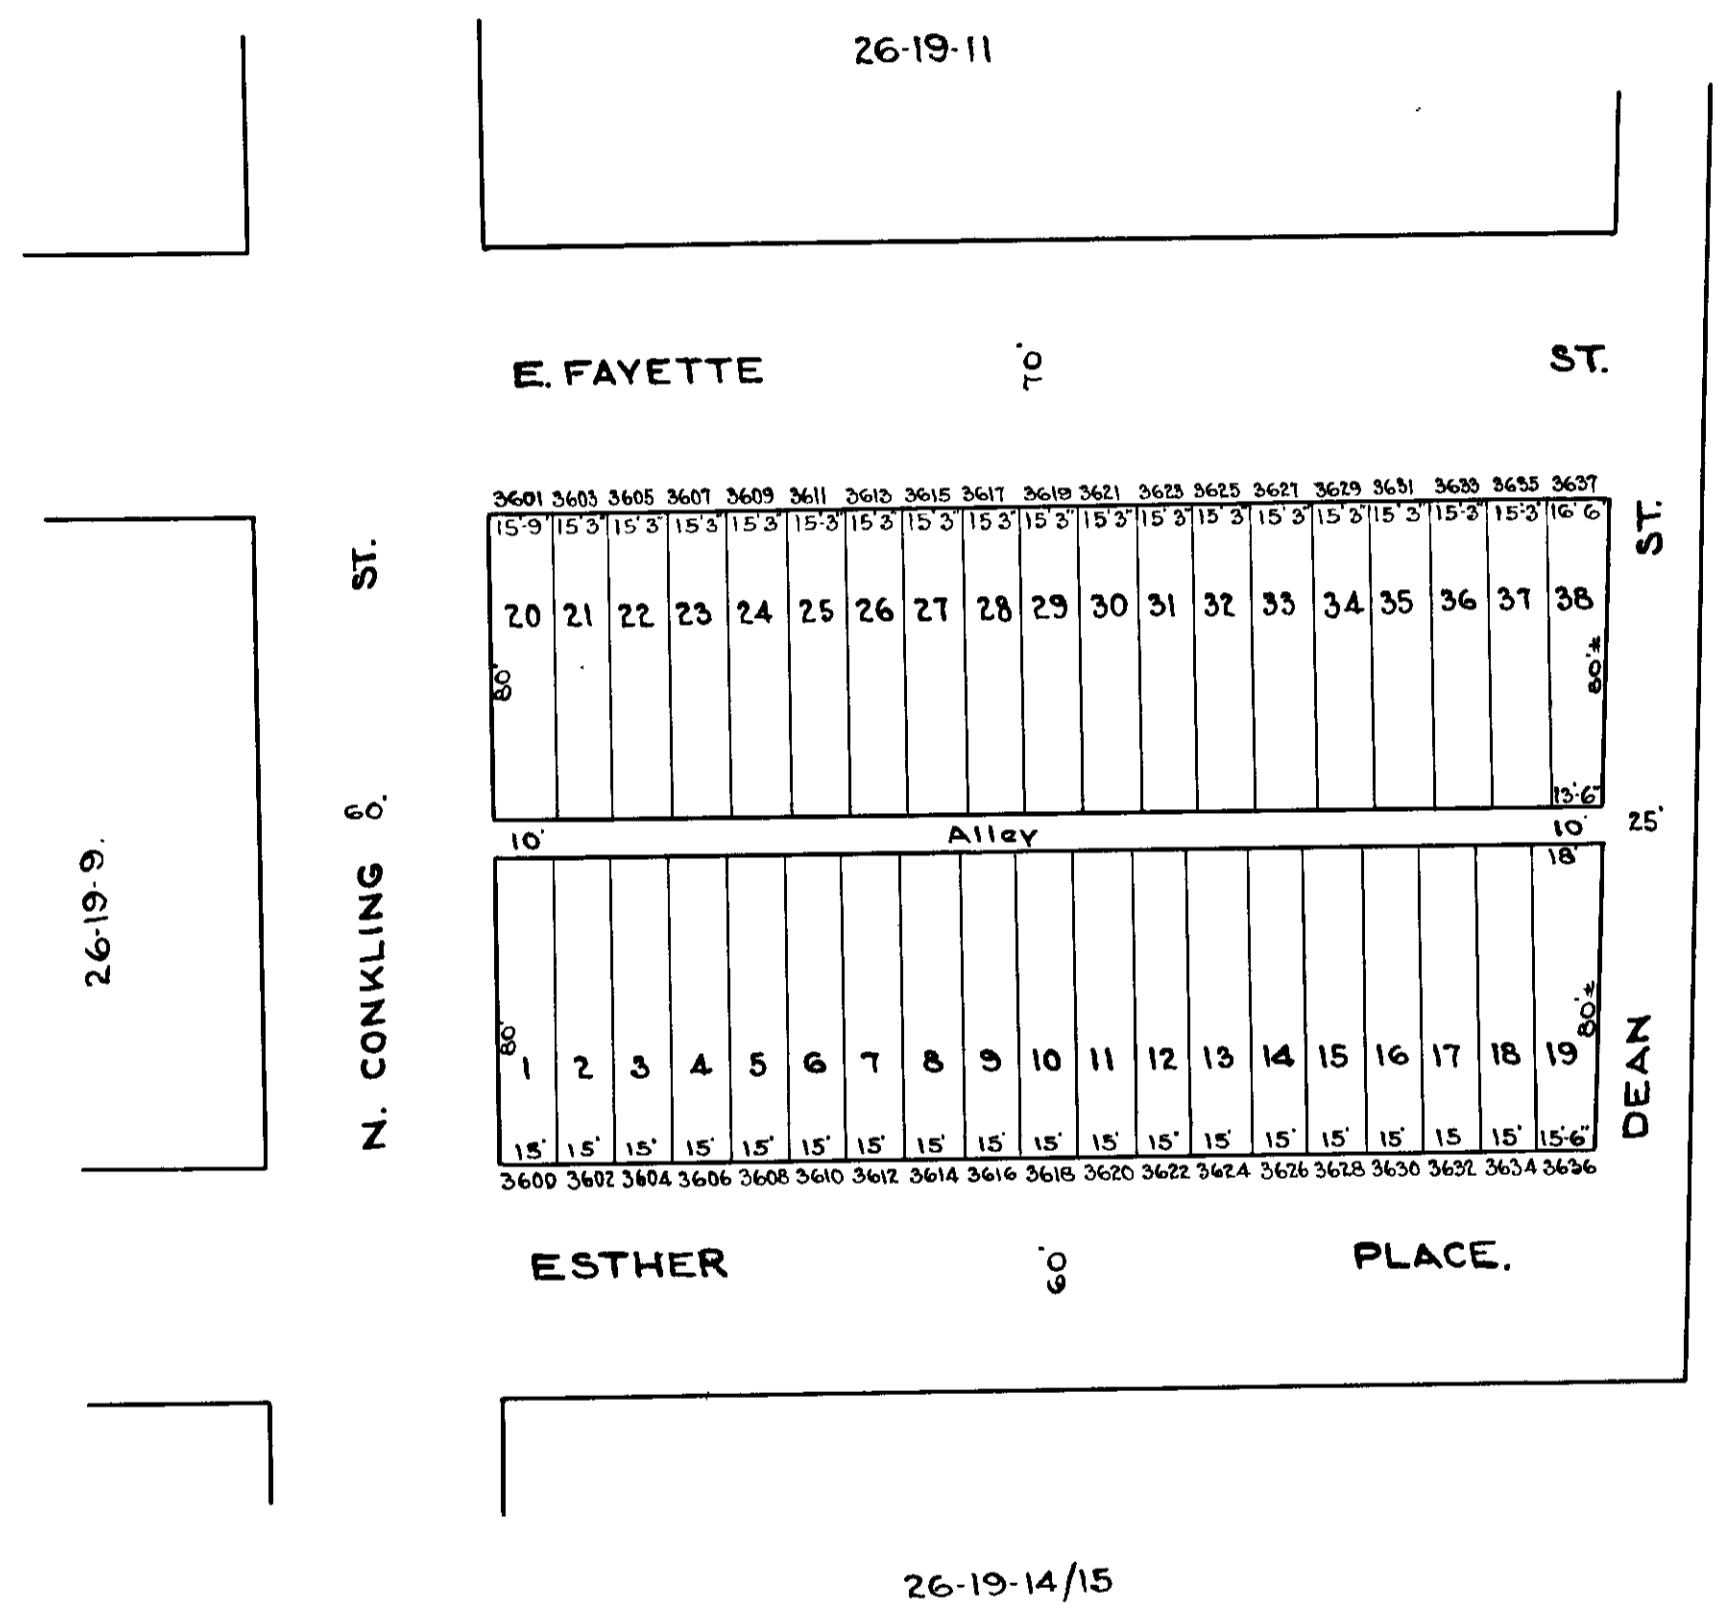 26-19-11
E. FAYETTE 70' ST.
3601 3603 3605 3607 3609 3611 3613 3615 3617 3619 3621 3623 3625 3627 3629 3631 3633 3635 3637
15'-9" 15'3" 15'3" 15'3" 15'3" 15'-3" 15'3" 15'3" 15'3" 15'3" 15'3" 15'3" 15'3" 15'3" 15'3" 15'3" 15'-3" 15'-3" 16'6"
20 21 22 23 24 25 26 27 28 29 30 31 32 33 34 35 36 37 38
80' 80'±
13'-6"
10' Alley 10'
18'
80' 80'±
1 2 3 4 5 6 7 8 9 10 11 12 13 14 15 16 17 18 19
15' 15' 15' 15' 15' 15' 15' 15' 15' 15' 15' 15' 15' 15' 15' 15' 15 15' 15'-6"
3600 3602 3604 3606 3608 3610 3612 3614 3616 3618 3620 3622 3624 3626 3628 3630 3632 3634 3636
ESTHER 60' PLACE.
N. CONKLING 60' ST.
DEAN 25' ST.
26-19-9.
26-19-14/15